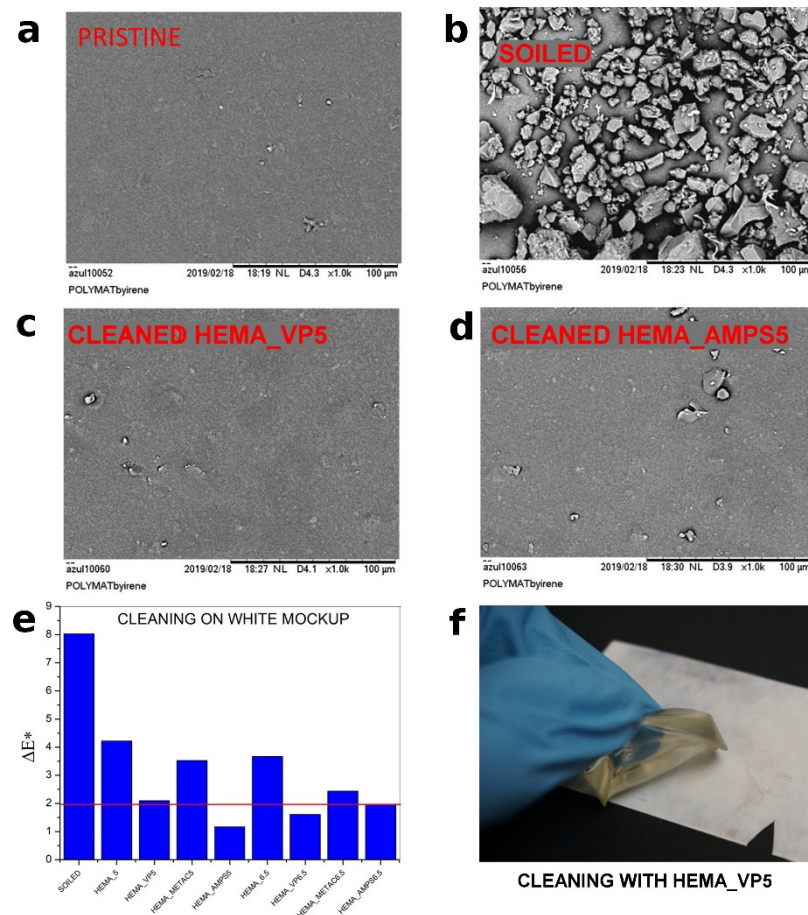 a
PRISTINE
azul10052 2019/02/18 18:19 NL D4.3 x1.0k 100 µm
POLYMATbyirene
b
SOILED
azul10056 2019/02/18 18:23 NL D4.3 x1.0k 100 µm
POLYMATbyirene
c
CLEANED HEMA_VP5
azul10060 2019/02/18 18:27 NL D4.1 x1.0k 100 µm
POLYMATbyirene
d
CLEANED HEMA_AMPS5
azul10063 2019/02/18 18:30 NL D3.9 x1.0k 100 µm
POLYMATbyirene
e
CLEANING ON WHITE MOCKUP
ΔE*
9
8
7
6
5
4
3
2
1
0
SOILED
HEMA_5
HEMA_VP5
HEMA_METAC5
HEMA_AMPS5
HEMA_6.5
HEMA_VP6.5
HEMA_METAC6.5
HEMA_AMPS6.5
f
CLEANING WITH HEMA_VP5